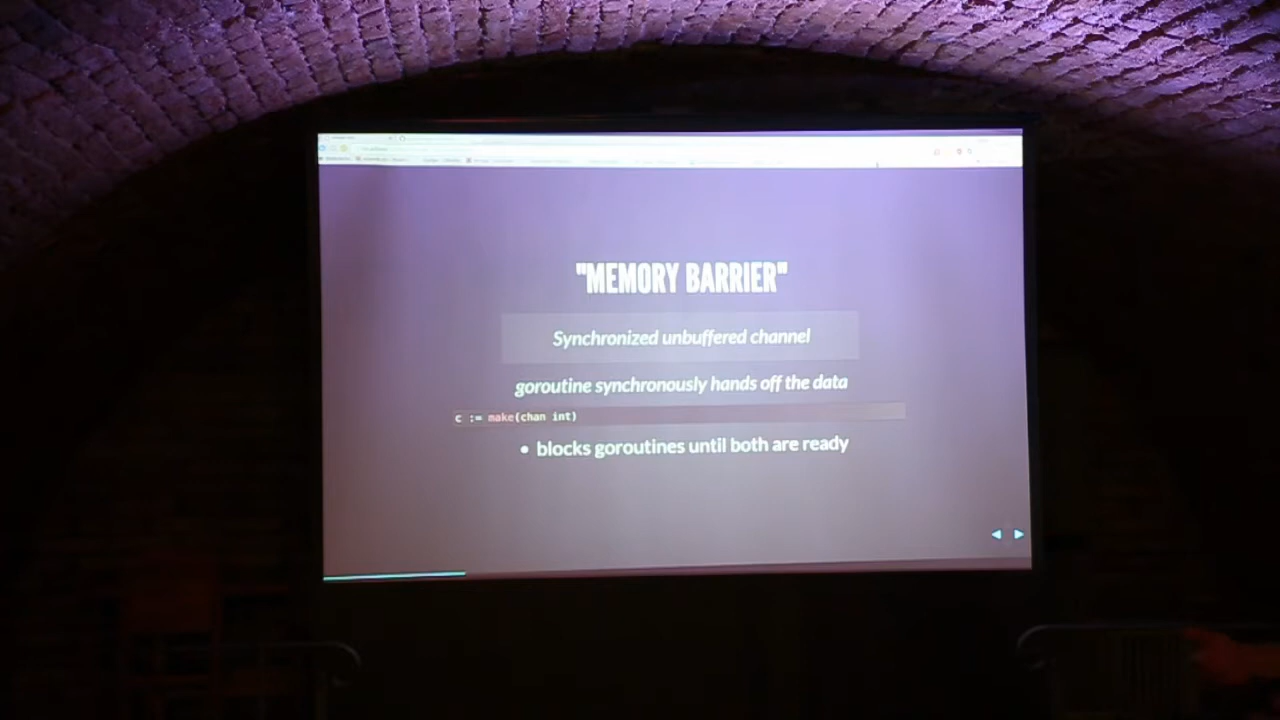 "MEMORY BARRIER"
Synchronized unbuffered channel
goroutine synchronously hands off the data
c := make(chan int)
• blocks goroutines until both are ready